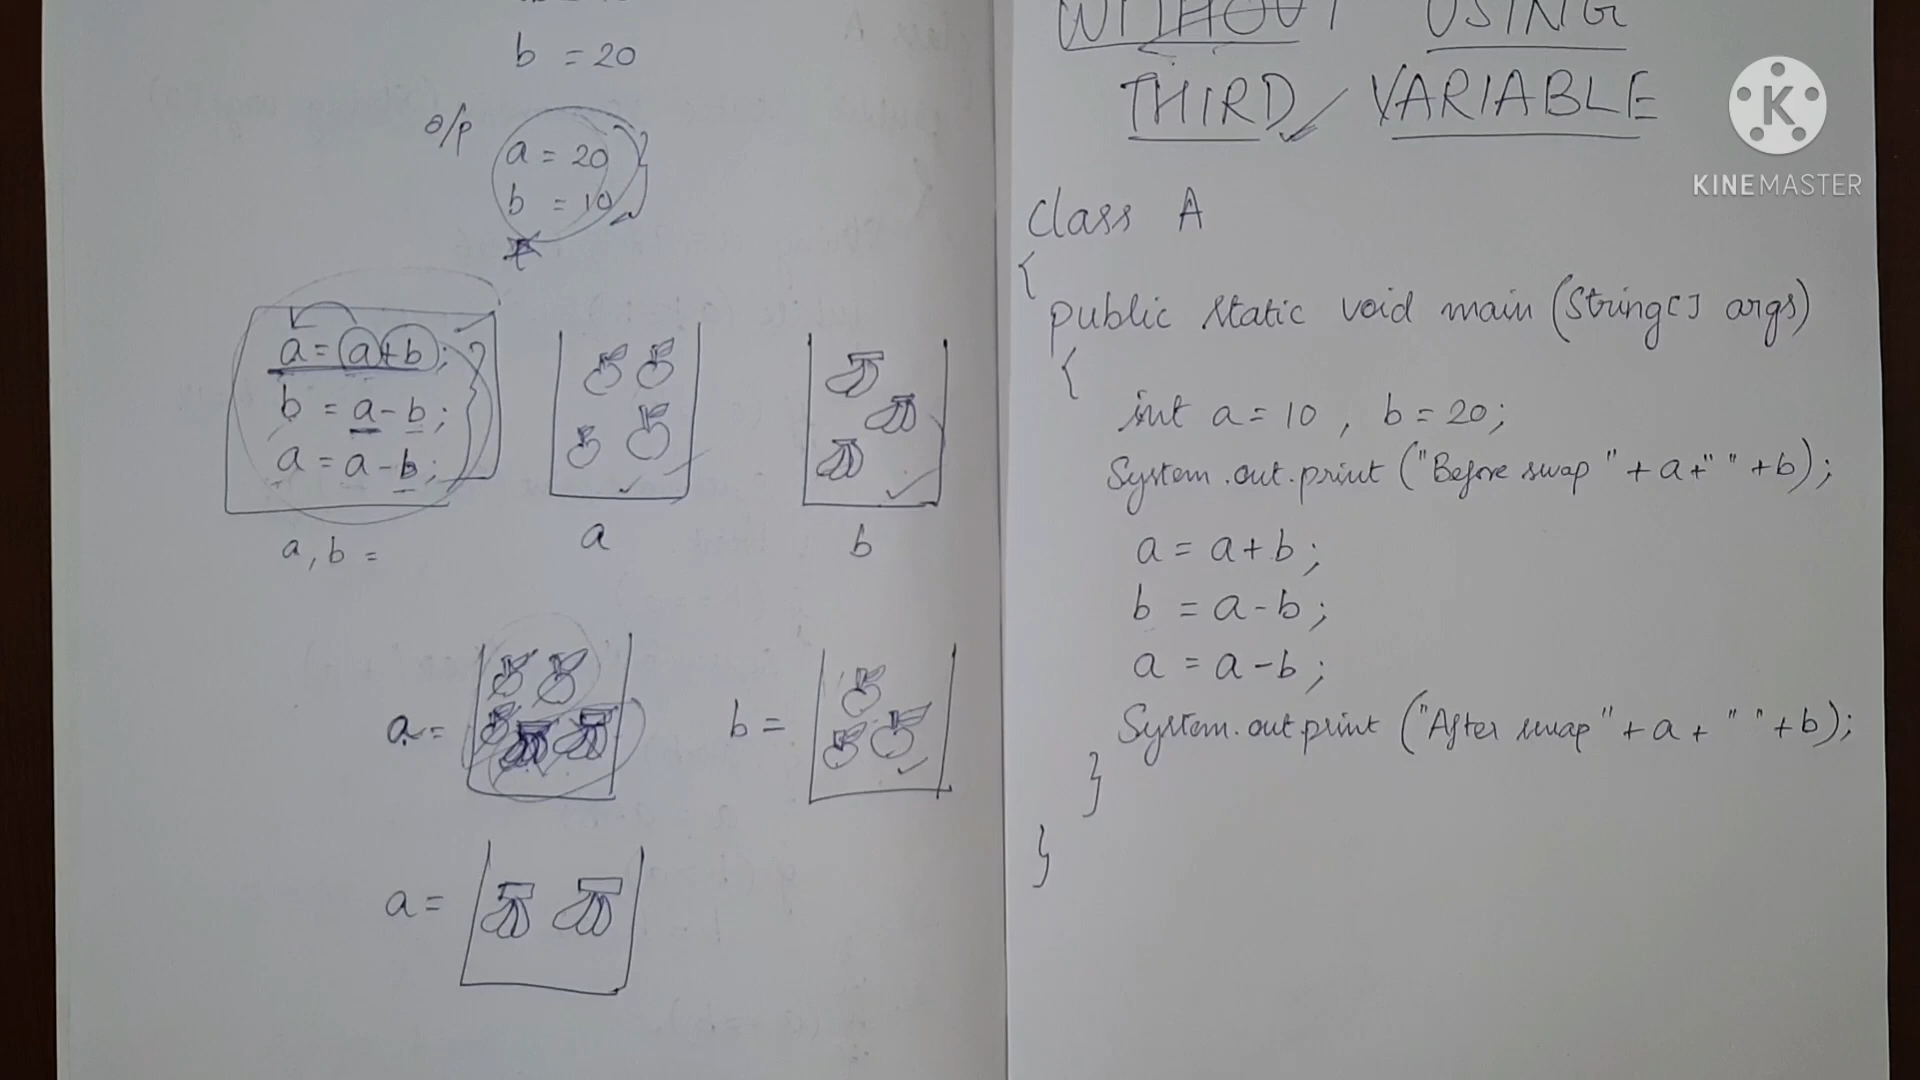 b = 20
o/p
a = 20
b = 10
a = a+b;
b = a-b;
a = a-b;
a, b =
a
b
a =
b =
a =
WITHOUT USING
THIRD VARIABLE
KINEMASTER
class A
{
public static void main (String[] args)
{
int a = 10 , b = 20;
System.out.print ("Before swap " + a + " " + b);
a = a+b;
b = a-b;
a = a-b;
System.out.print ("After swap" + a + " " + b);
}
}